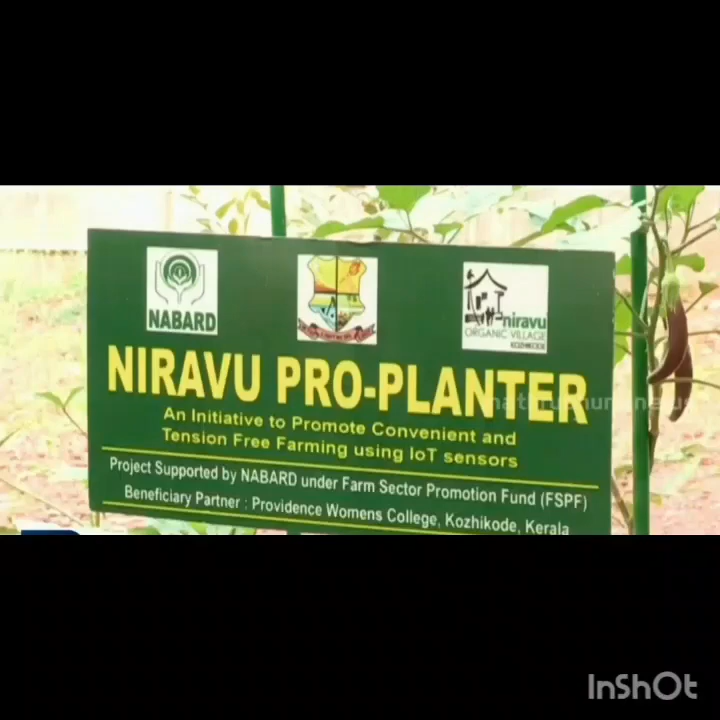 NABARD
niravu
ORGANIC VILLAGE
KOZHIKODE
NIRAVU PRO-PLANTER
An Initiative to Promote Convenient and
Tension Free Farming using IoT sensors
Project Supported by NABARD under Farm Sector Promotion Fund (FSPF)
Beneficiary Partner : Providence Womens College, Kozhikode, Kerala
InShOt